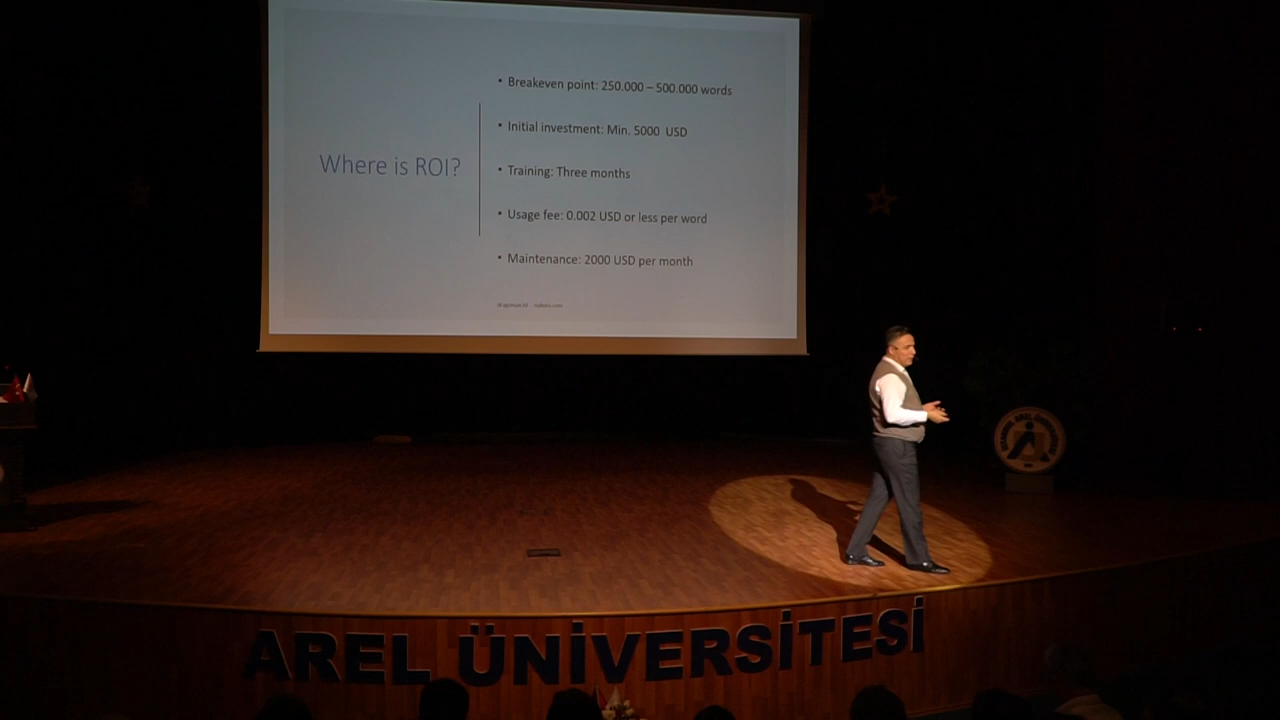 Where is ROI?
• Breakeven point: 250.000 – 500.000 words
• Initial investment: Min. 5000 USD
• Training: Three months
• Usage fee: 0.002 USD or less per word
• Maintenance: 2000 USD per month
AREL ÜNİVERSİTESİ